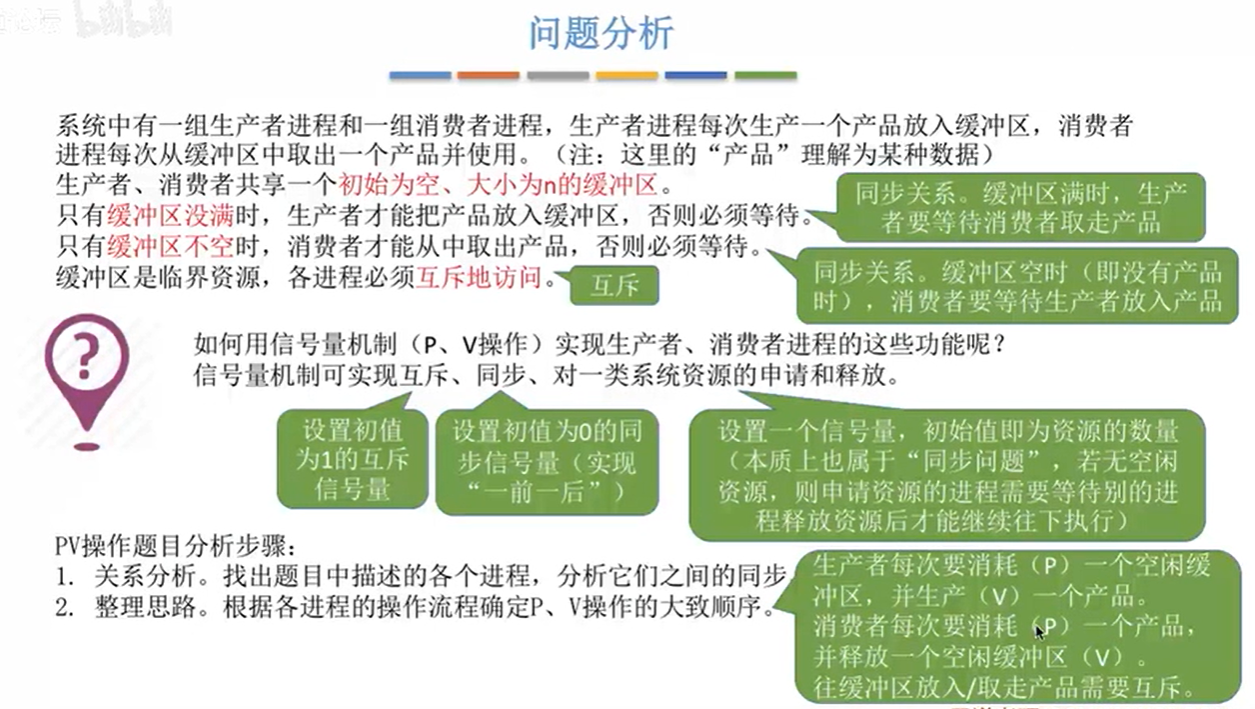 bilibili
问题分析
系统中有一组生产者进程和一组消费者进程，生产者进程每次生产一个产品放入缓冲区，消费者
进程每次从缓冲区中取出一个产品并使用。（注：这里的“产品”理解为某种数据）
生产者、消费者共享一个初始为空、大小为n的缓冲区。
只有缓冲区没满时，生产者才能把产品放入缓冲区，否则必须等待。
同步关系。缓冲区满时，生产
者要等待消费者取走产品
只有缓冲区不空时，消费者才能从中取出产品，否则必须等待。
同步关系。缓冲区空时（即没有产品
时），消费者要等待生产者放入产品
缓冲区是临界资源，各进程必须互斥地访问。
互斥
?
如何用信号量机制（P、V操作）实现生产者、消费者进程的这些功能呢？
信号量机制可实现互斥、同步、对一类系统资源的申请和释放。
设置初值
为1的互斥
信号量
设置初值为0的同
步信号量（实现
“一前一后”）
设置一个信号量，初始值即为资源的数量
（本质上也属于“同步问题”，若无空闲
资源，则申请资源的进程需要等待别的进
程释放资源后才能继续往下执行）
PV操作题目分析步骤：
1. 关系分析。找出题目中描述的各个进程，分析它们之间的同步
2. 整理思路。根据各进程的操作流程确定P、V操作的大致顺序。
生产者每次要消耗（P）一个空闲缓
冲区，并生产（V）一个产品。
消费者每次要消耗（P）一个产品，
并释放一个空闲缓冲区（V）。
往缓冲区放入/取走产品需要互斥。